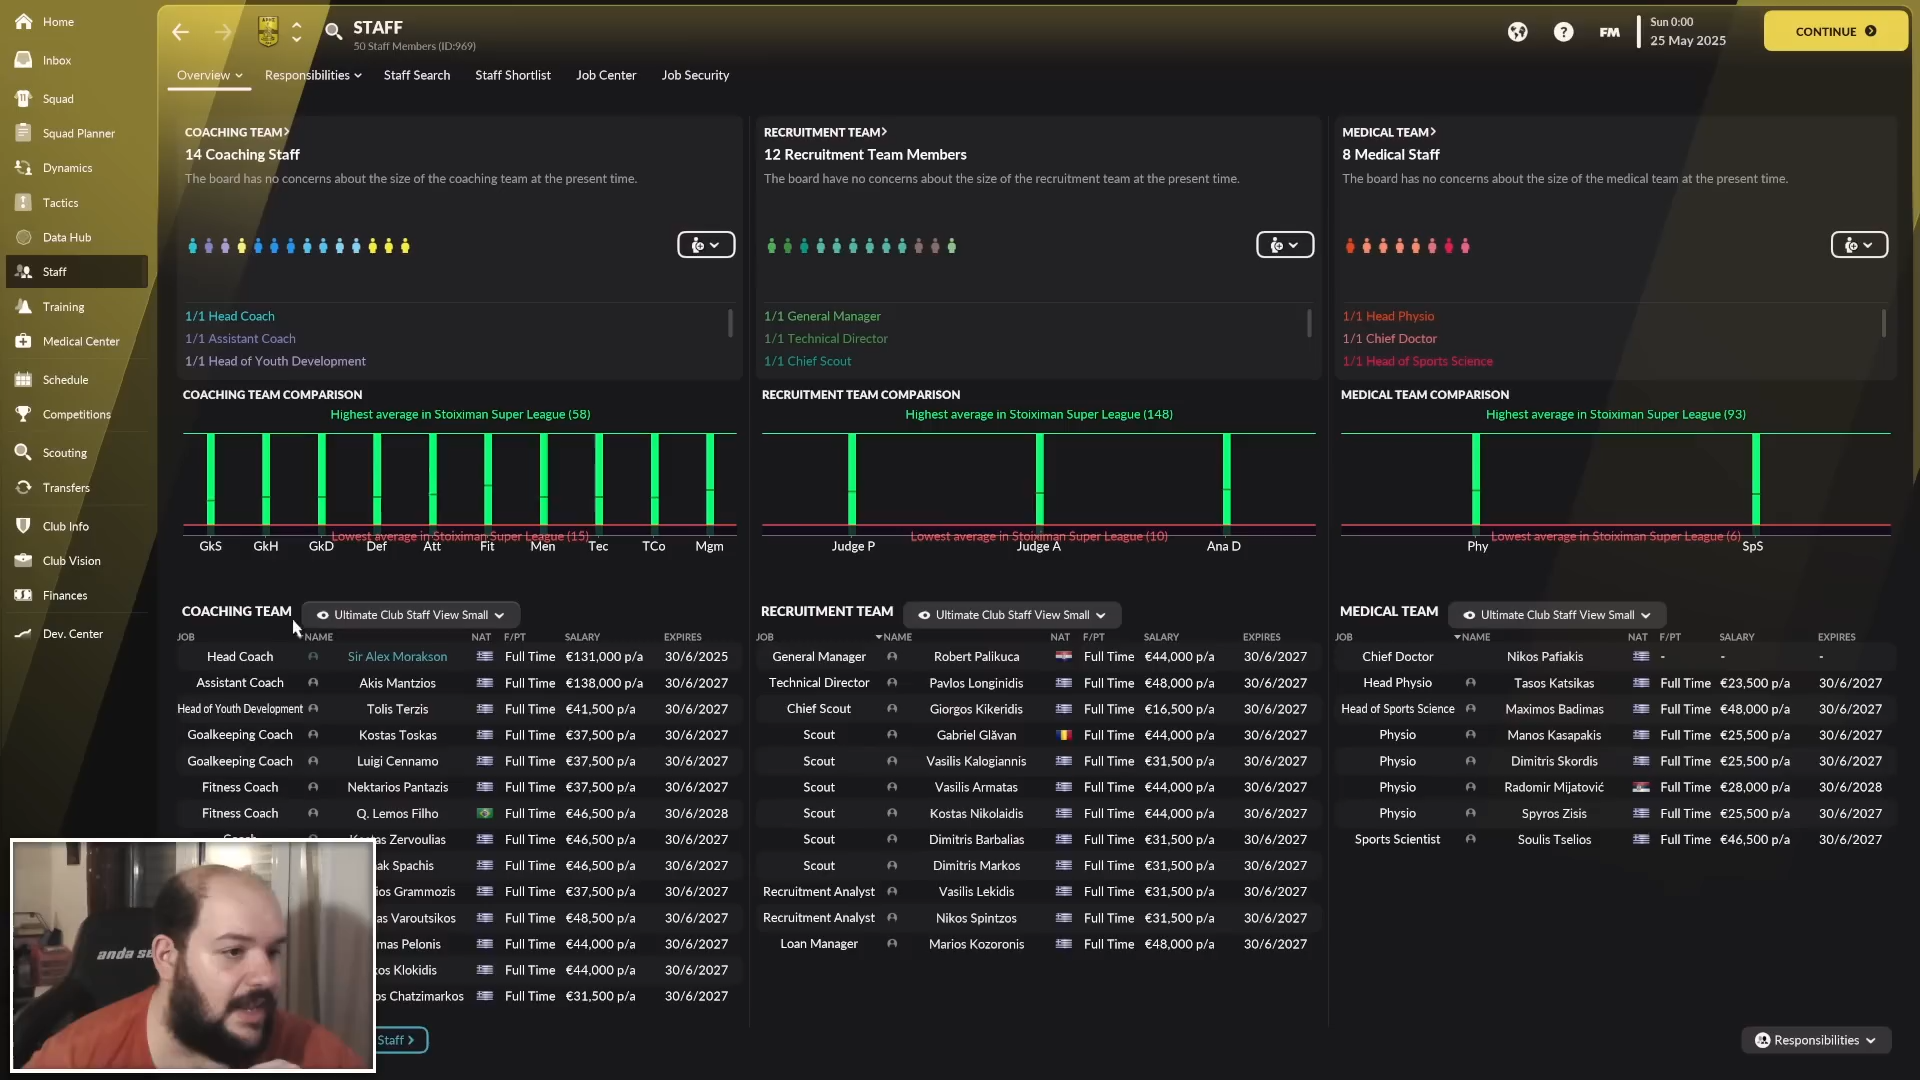 Home
Inbox
Squad
Squad Planner
Dynamics
Tactics
Data Hub
Staff
Training
Medical Center
Schedule
Competitions
Scouting
Transfers
Club Info
Club Vision
Finances
Dev. Center
STAFF
50 Staff Members (ID:969)
FM
Sun 0:00
25 May 2025
CONTINUE
Overview
Responsibilities
Staff Search
Staff Shortlist
Job Center
Job Security
COACHING TEAM>
14 Coaching Staff
The board has no concerns about the size of the coaching team at the present time.
1/1 Head Coach
1/1 Assistant Coach
1/1 Head of Youth Development
RECRUITMENT TEAM>
12 Recruitment Team Members
The board have no concerns about the size of the recruitment team at the present time.
1/1 General Manager
1/1 Technical Director
1/1 Chief Scout
MEDICAL TEAM>
8 Medical Staff
The board has no concerns about the size of the medical team at the present time.
1/1 Head Physio
1/1 Chief Doctor
1/1 Head of Sports Science
COACHING TEAM COMPARISON
Highest average in Stoiximan Super League (58)
Lowest average in Stoiximan Super League (15)
GkS GkH GkD Def Att Fit Men Tec TCo Mgm
RECRUITMENT TEAM COMPARISON
Highest average in Stoiximan Super League (148)
Lowest average in Stoiximan Super League (10)
Judge P Judge A Ana D
MEDICAL TEAM COMPARISON
Highest average in Stoiximan Super League (93)
Lowest average in Stoiximan Super League (6)
Phy SpS
COACHING TEAM Ultimate Club Staff View Small
JOB NAME NAT F/PT SALARY EXPIRES
Head Coach Sir Alex Morakson Full Time €131,000 p/a 30/6/2025
Assistant Coach Akis Mantzios Full Time €138,000 p/a 30/6/2027
Head of Youth Development Tolis Terzis Full Time €41,500 p/a 30/6/2027
Goalkeeping Coach Kostas Toskas Full Time €37,500 p/a 30/6/2027
Goalkeeping Coach Luigi Cennamo Full Time €37,500 p/a 30/6/2027
Fitness Coach Nektarios Pantazis Full Time €37,500 p/a 30/6/2027
Fitness Coach Q. Lemos Filho Full Time €46,500 p/a 30/6/2028
Zervoulias Full Time €46,500 p/a 30/6/2027
Spachis Full Time €46,500 p/a 30/6/2027
Grammozis Full Time €37,500 p/a 30/6/2027
Varoutsikos Full Time €48,500 p/a 30/6/2027
Pelonis Full Time €44,000 p/a 30/6/2027
Klokidis Full Time €44,000 p/a 30/6/2027
Chatzimarkos Full Time €31,500 p/a 30/6/2027
Staff >
RECRUITMENT TEAM Ultimate Club Staff View Small
JOB NAME NAT F/PT SALARY EXPIRES
General Manager Robert Palikuca Full Time €44,000 p/a 30/6/2027
Technical Director Pavlos Longinidis Full Time €48,000 p/a 30/6/2027
Chief Scout Giorgos Kikeridis Full Time €16,500 p/a 30/6/2027
Scout Gabriel Glăvan Full Time €44,000 p/a 30/6/2027
Scout Vasilis Kalogiannis Full Time €31,500 p/a 30/6/2027
Scout Vasilis Armatas Full Time €44,000 p/a 30/6/2027
Scout Kostas Nikolaidis Full Time €44,000 p/a 30/6/2027
Scout Dimitris Barbalias Full Time €31,500 p/a 30/6/2027
Scout Dimitris Markos Full Time €31,500 p/a 30/6/2027
Recruitment Analyst Vasilis Lekidis Full Time €31,500 p/a 30/6/2027
Recruitment Analyst Nikos Spintzos Full Time €31,500 p/a 30/6/2027
Loan Manager Marios Kozoronis Full Time €48,000 p/a 30/6/2027
MEDICAL TEAM Ultimate Club Staff View Small
JOB NAME NAT F/PT SALARY EXPIRES
Chief Doctor Nikos Pafiakis - - -
Head Physio Tasos Katsikas Full Time €23,500 p/a 30/6/2027
Head of Sports Science Maximos Badimas Full Time €48,000 p/a 30/6/2027
Physio Manos Kasapakis Full Time €25,500 p/a 30/6/2027
Physio Dimitris Skordis Full Time €25,500 p/a 30/6/2027
Physio Radomir Mijatović Full Time €28,000 p/a 30/6/2028
Physio Spyros Zisis Full Time €25,500 p/a 30/6/2027
Sports Scientist Soulis Tselios Full Time €46,500 p/a 30/6/2027
Responsibilities